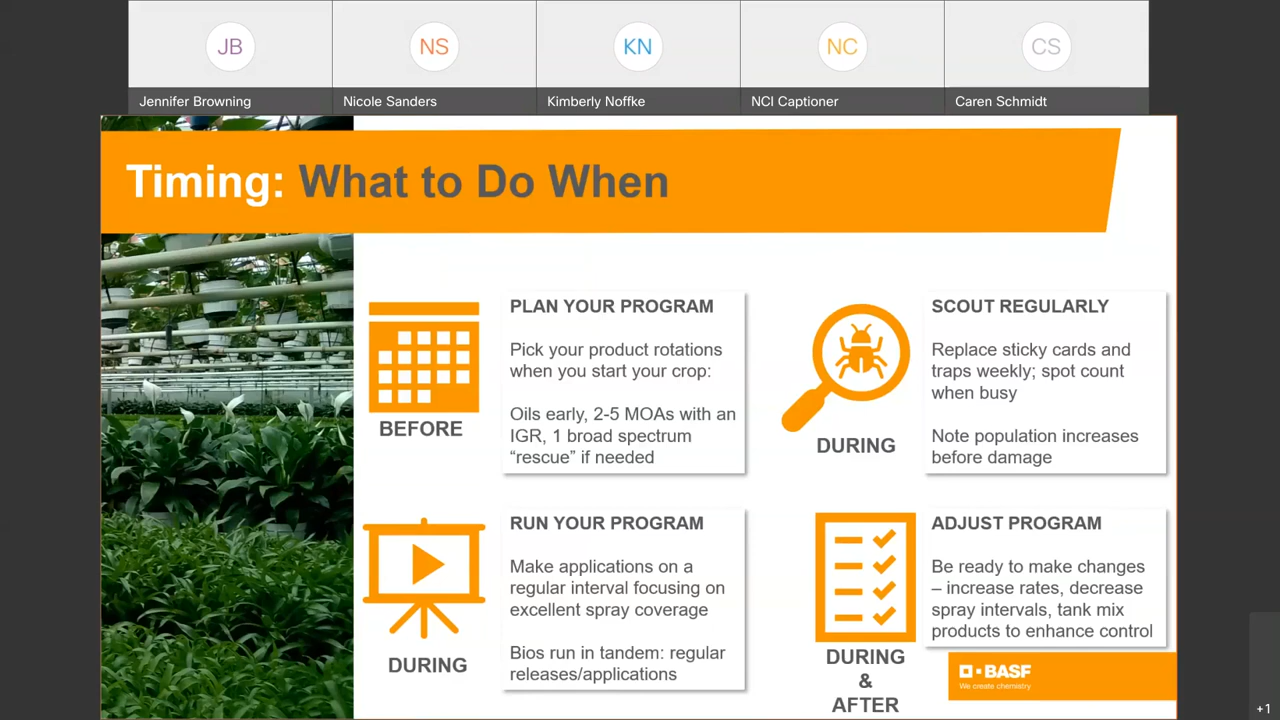 JB
NS
KN
NC
CS
Jennifer Browning
Nicole Sanders
Kimberly Noffke
NCI Captioner
Caren Schmidt
Timing: What to Do When
BEFORE
PLAN YOUR PROGRAM
Pick your product rotations
when you start your crop:
Oils early, 2-5 MOAs with an
IGR, 1 broad spectrum
“rescue” if needed
DURING
SCOUT REGULARLY
Replace sticky cards and
traps weekly; spot count
when busy
Note population increases
before damage
DURING
RUN YOUR PROGRAM
Make applications on a
regular interval focusing on
excellent spray coverage
Bios run in tandem: regular
releases/applications
DURING
&
AFTER
ADJUST PROGRAM
Be ready to make changes
– increase rates, decrease
spray intervals, tank mix
products to enhance control
BASF
We create chemistry
+1